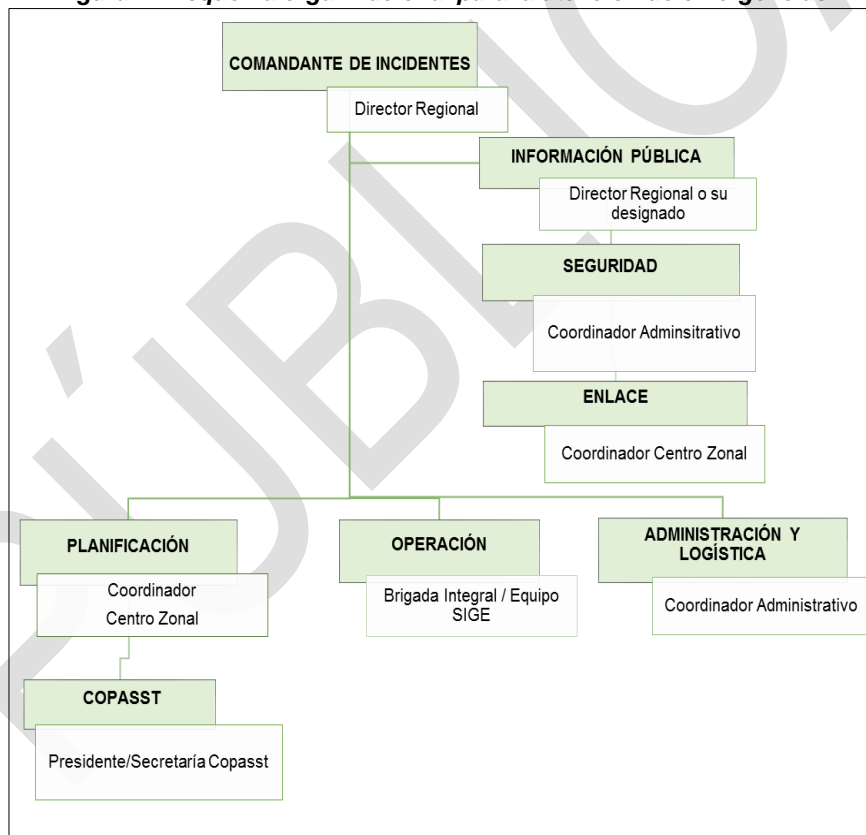 COMANDANTE DE INCIDENTES
Director Regional
INFORMACIÓN PÚBLICA
Director Regional o su
designado
SEGURIDAD
Coordinador Adminsitrativo
ENLACE
Coordinador Centro Zonal
PLANIFICACIÓN
Coordinador
Centro Zonal
OPERACIÓN
Brigada Integral / Equipo
SIGE
ADMINISTRACIÓN Y
LOGÍSTICA
Coordinador Administrativo
COPASST
Presidente/Secretaría Copasst
PÚBLICA